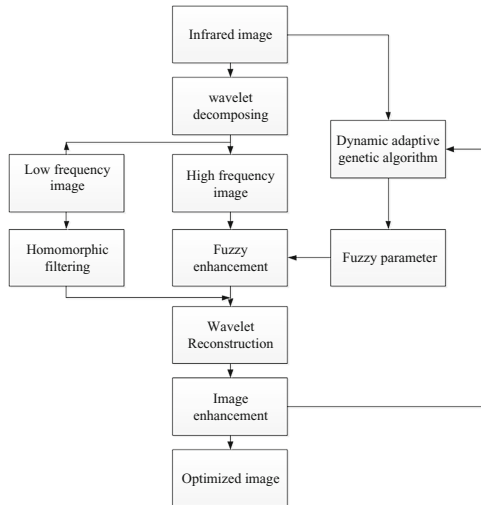 Infrared image
wavelet
decomposing
Dynamic adaptive
genetic algorithm
Low frequency
image
High frequency
image
Homomorphic
filtering
Fuzzy
enhancement
Fuzzy parameter
Wavelet
Reconstruction
Image
enhancement
Optimized image